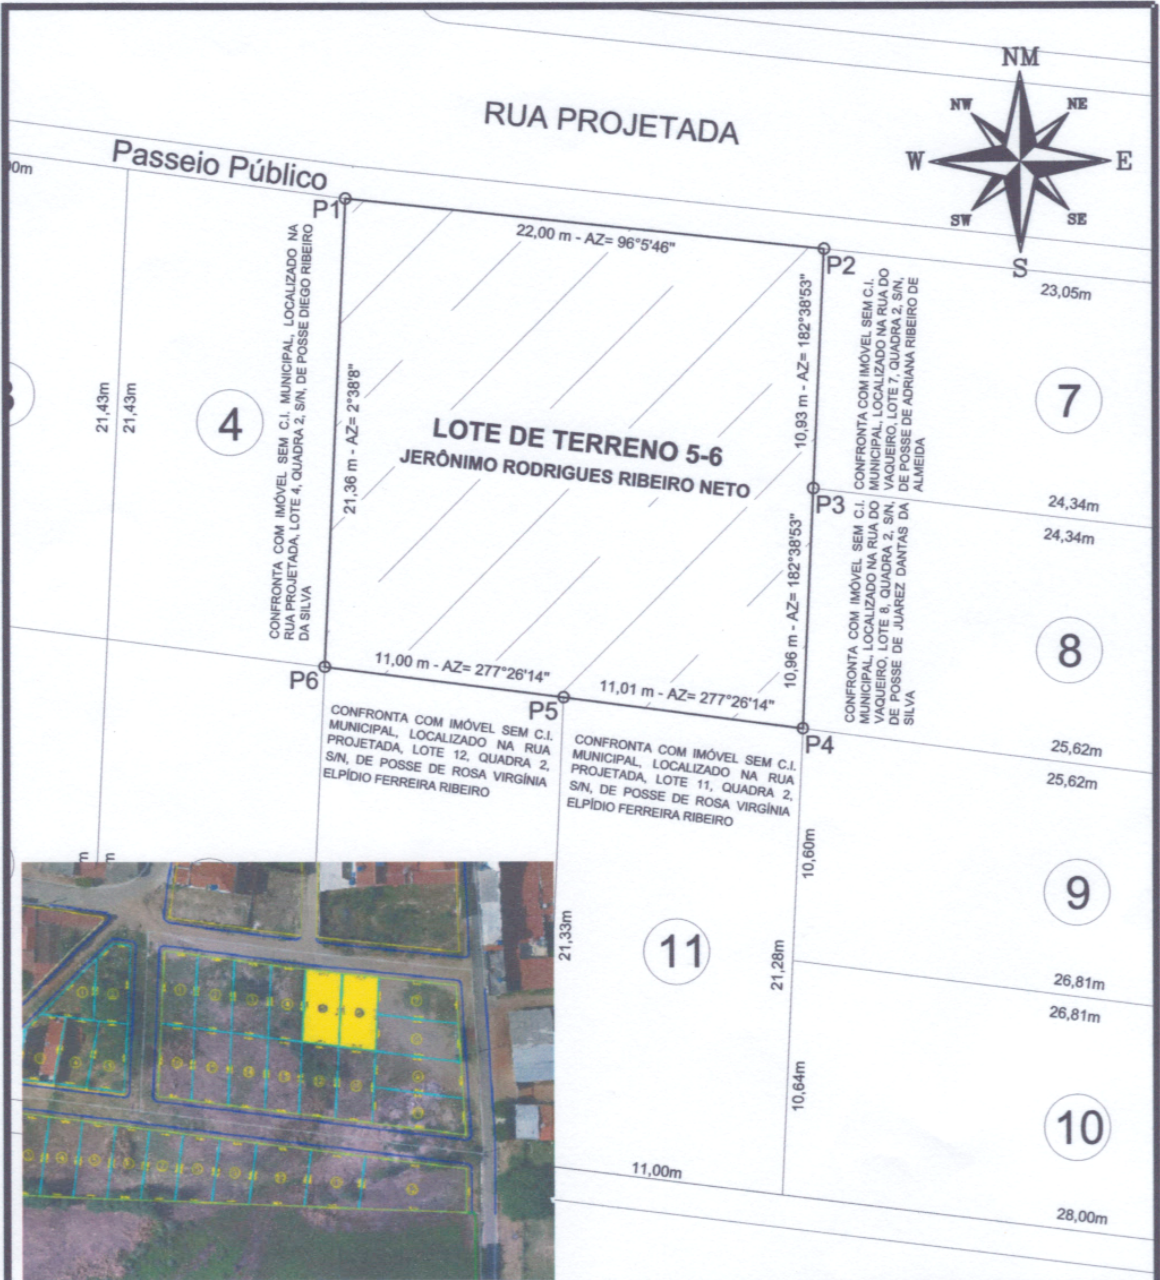 NM
NW
NE
W
E
SW
SE
S
RUA PROJETADA
Passeio Público
00m
P1
22,00 m - AZ= 96°5'46"
P2
23,05m
CONFRONTA COM IMÓVEL SEM C.I. MUNICIPAL, LOCALIZADO NA
RUA PROJETADA, LOTE 4, QUADRA 2, S/N, DE POSSE DIEGO RIBEIRO
DA SILVA
21,43m
21,43m
4
21,36 m - AZ= 2°38'8"
LOTE DE TERRENO 5-6
JERÔNIMO RODRIGUES RIBEIRO NETO
10,93 m - AZ= 182°38'53"
CONFRONTA COM IMÓVEL SEM C.I.
MUNICIPAL, LOCALIZADO NA RUA DO
VAQUEIRO, LOTE 7, QUADRA 2, S/N,
DE POSSE DE ADRIANA RIBEIRO DE
ALMEIDA
7
P3
24,34m
24,34m
10,96 m - AZ= 182°38'53"
CONFRONTA COM IMÓVEL SEM C.I.
MUNICIPAL, LOCALIZADO NA RUA DO
VAQUEIRO, LOTE 8, QUADRA 2, S/N,
DE POSSE DE JUAREZ DANTAS DA
SILVA
8
P6
11,00 m - AZ= 277°26'14"
P5
11,01 m - AZ= 277°26'14"
P4
25,62m
25,62m
CONFRONTA COM IMÓVEL SEM C.I.
MUNICIPAL, LOCALIZADO NA RUA
PROJETADA, LOTE 12, QUADRA 2,
S/N, DE POSSE DE ROSA VIRGÍNIA
ELPÍDIO FERREIRA RIBEIRO
CONFRONTA COM IMÓVEL SEM C.I.
MUNICIPAL, LOCALIZADO NA RUA
PROJETADA, LOTE 11, QUADRA 2,
S/N, DE POSSE DE ROSA VIRGÍNIA
ELPÍDIO FERREIRA RIBEIRO
m
m
10,60m
9
21,33m
11
21,28m
26,81m
26,81m
10,64m
10
11,00m
28,00m